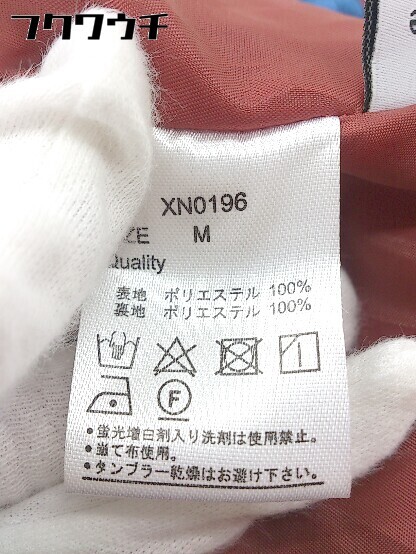 フクウクチ
XN0196
ZE M
quality
表地 ポリエステル 100%
裏地 ポリエステル 100%
F
•蛍光増白剤入り洗剤は使用禁止。
•当て布使用。
•タンブラー乾燥はお避け下さい。